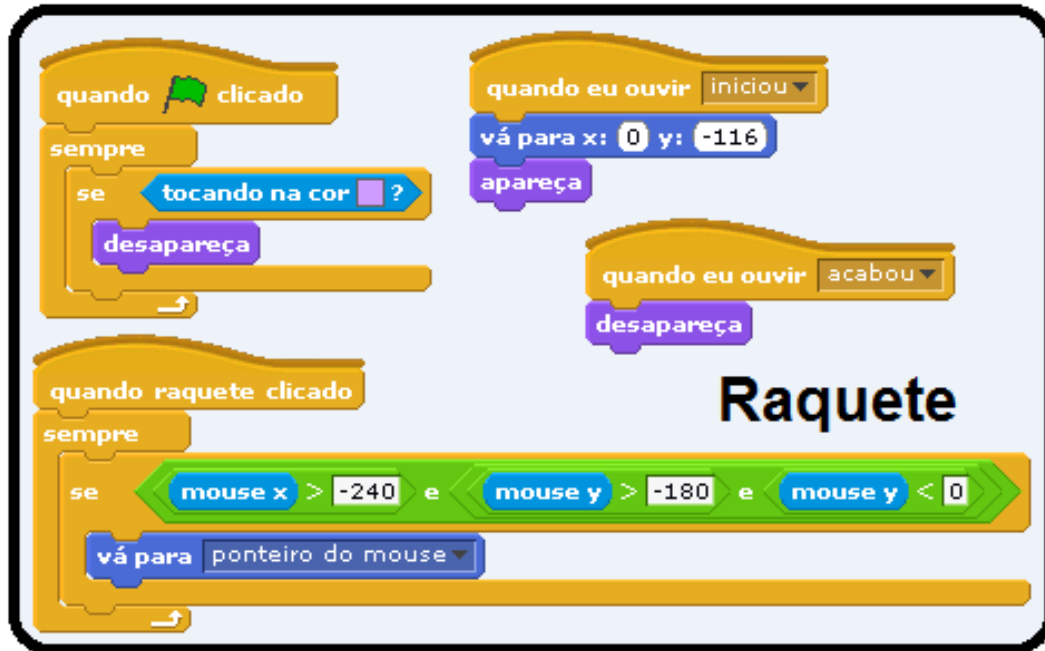 quando clicado
sempre
se tocando na cor ?
desapareça
quando eu ouvir iniciou
vá para x: 0 y: -116
apareça
quando eu ouvir acabou
desapareça
quando raquete clicado
sempre
se mouse x > -240 e mouse y > -180 e mouse y < 0
vá para ponteiro do mouse
Raquete